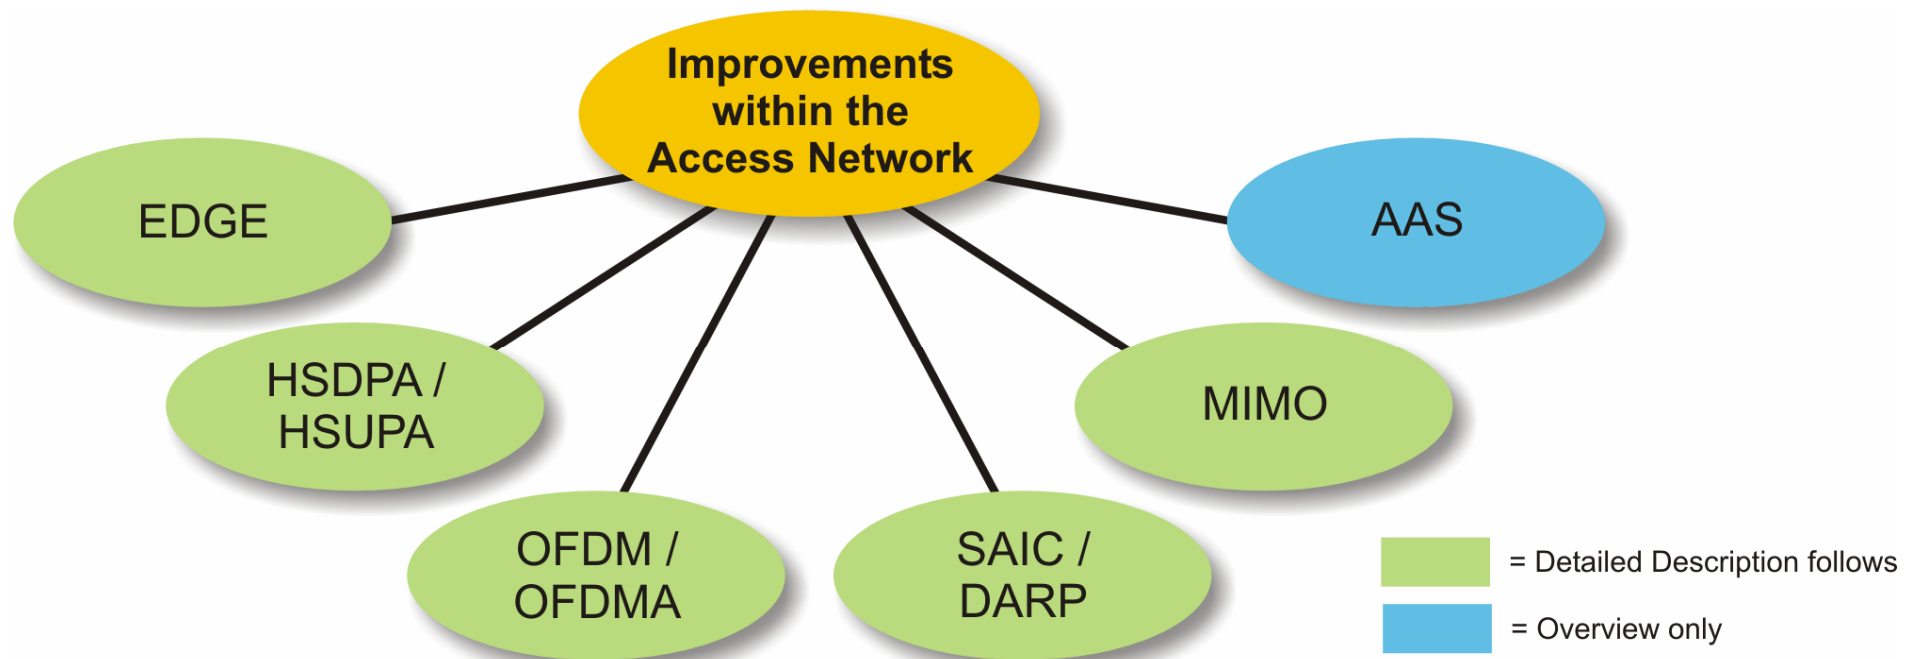 Improvements
within the
Access Network
EDGE
AAS
HSDPA /
HSUPA
MIMO
OFDM /
OFDMA
SAIC /
DARP
= Detailed Description follows
= Overview only